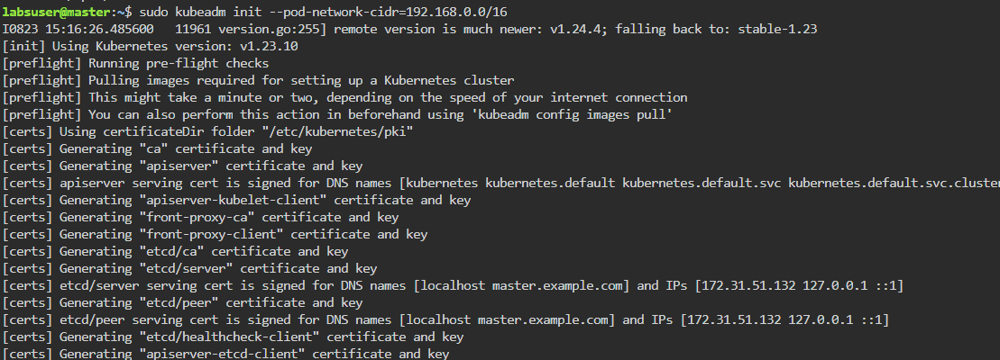 labsuser@master:~$ sudo kubeadm init --pod-network-cidr=192.168.0.0/16
I0823 15:16:26.485600   11961 version.go:255] remote version is much newer: v1.24.4; falling back to: stable-1.23
[init] Using Kubernetes version: v1.23.10
[preflight] Running pre-flight checks
[preflight] Pulling images required for setting up a Kubernetes cluster
[preflight] This might take a minute or two, depending on the speed of your internet connection
[preflight] You can also perform this action in beforehand using 'kubeadm config images pull'
[certs] Using certificateDir folder "/etc/kubernetes/pki"
[certs] Generating "ca" certificate and key
[certs] Generating "apiserver" certificate and key
[certs] apiserver serving cert is signed for DNS names [kubernetes kubernetes.default kubernetes.default.svc kubernetes.default.svc.cluster
[certs] Generating "apiserver-kubelet-client" certificate and key
[certs] Generating "front-proxy-ca" certificate and key
[certs] Generating "front-proxy-client" certificate and key
[certs] Generating "etcd/ca" certificate and key
[certs] Generating "etcd/server" certificate and key
[certs] etcd/server serving cert is signed for DNS names [localhost master.example.com] and IPs [172.31.51.132 127.0.0.1 ::1]
[certs] Generating "etcd/peer" certificate and key
[certs] etcd/peer serving cert is signed for DNS names [localhost master.example.com] and IPs [172.31.51.132 127.0.0.1 ::1]
[certs] Generating "etcd/healthcheck-client" certificate and key
[certs] Generating "apiserver-etcd-client" certificate and key